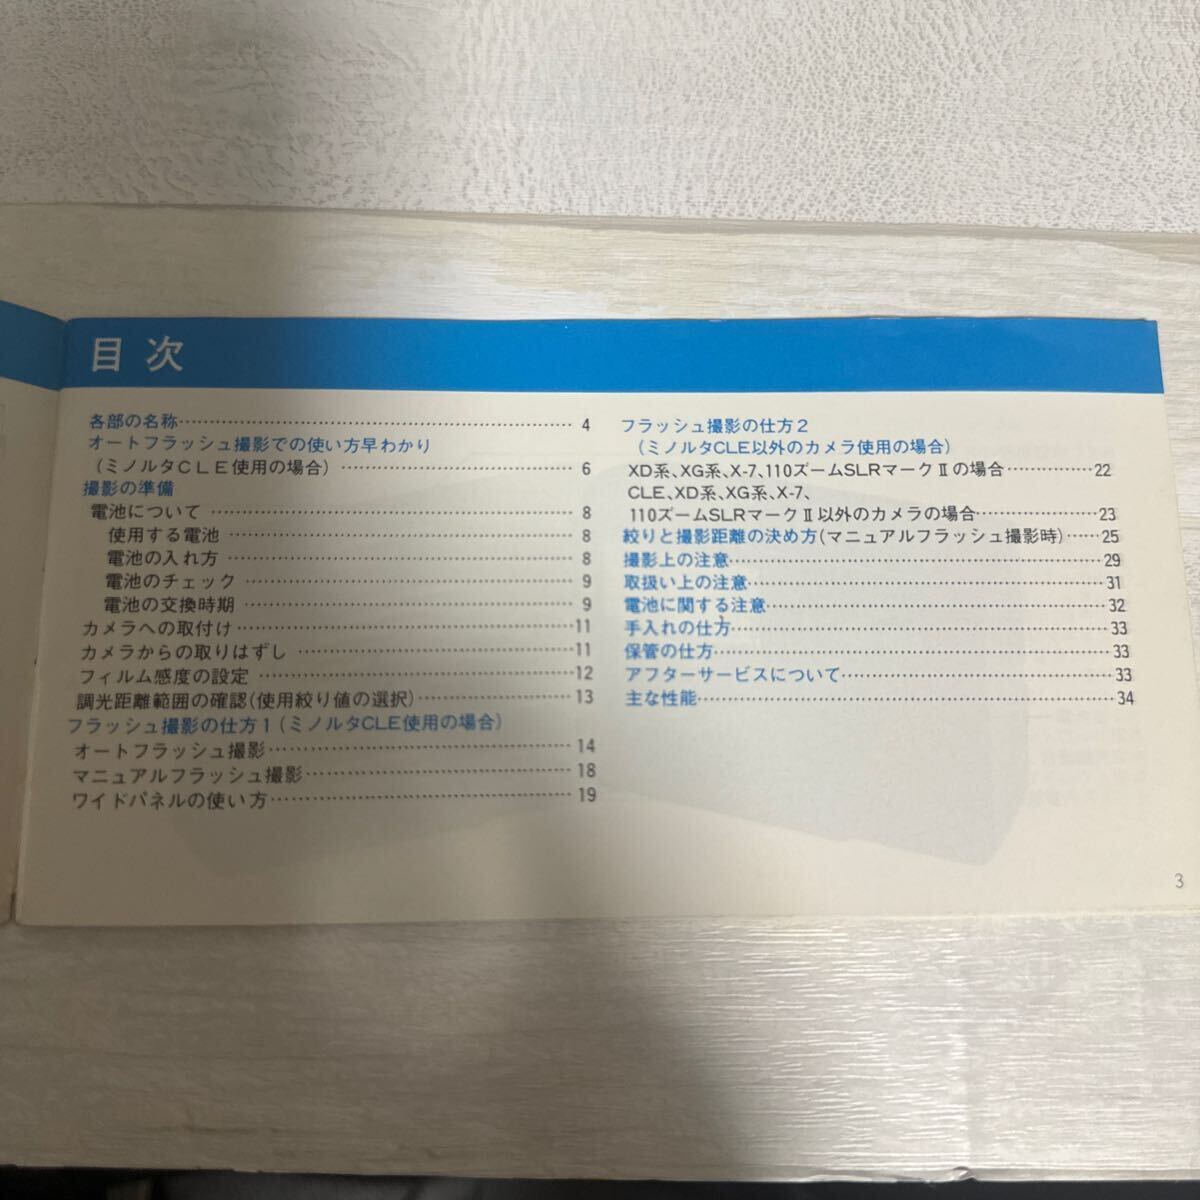 目次
各部の名称 4
オートフラッシュ撮影での使い方早わかり
(ミノルタCLE使用の場合) 6
撮影の準備
電池について 8
使用する電池 8
電池の入れ方 8
電池のチェック 9
電池の交換時期 9
カメラへの取付け 11
カメラからの取りはずし 11
フィルム感度の設定 12
調光距離範囲の確認(使用絞り値の選択) 13
フラッシュ撮影の仕方1(ミノルタCLE使用の場合)
オートフラッシュ撮影 14
マニュアルフラッシュ撮影 18
ワイドパネルの使い方 19
フラッシュ撮影の仕方2
(ミノルタCLE以外のカメラ使用の場合)
XD系、XG系、X-7、110ズームSLRマークⅡの場合 22
CLE、XD系、XG系、X-7、
110ズームSLRマークⅡ以外のカメラの場合 23
絞りと撮影距離の決め方(マニュアルフラッシュ撮影時) 25
撮影上の注意 29
取扱い上の注意 31
電池に関する注意 32
手入れの仕方 33
保管の仕方 33
アフターサービスについて 33
主な性能 34
3